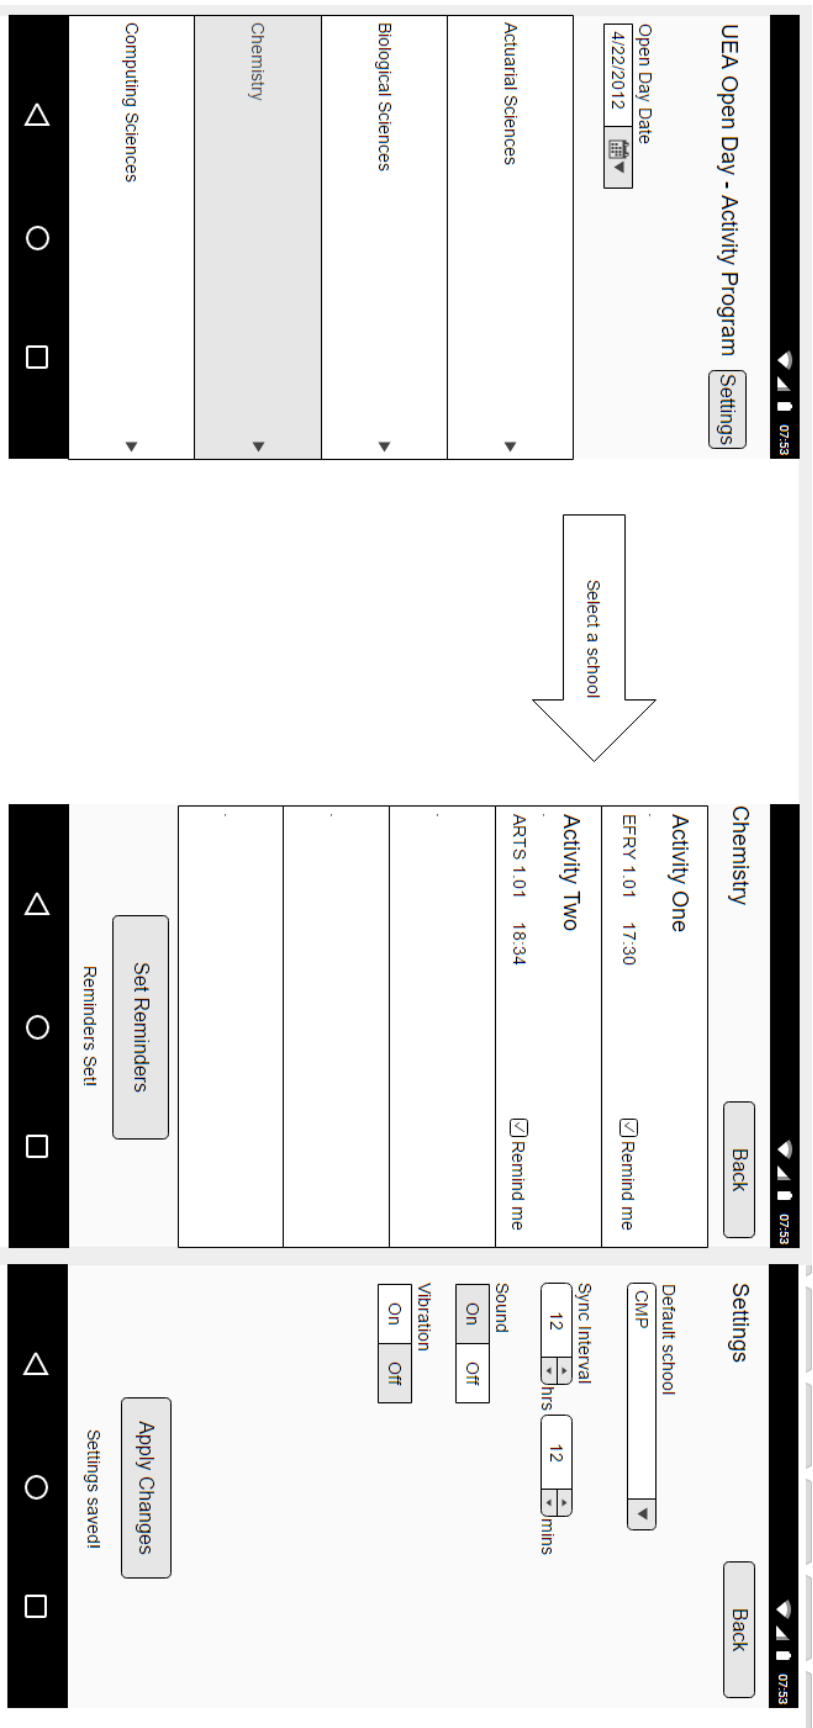 07:53
UEA Open Day - Activity Program
Settings
Open Day Date
4/22/2012
Actuarial Sciences
Biological Sciences
Chemistry
Computing Sciences
Select a school
07:53
Chemistry
Back
Activity One
EFRY 1.01 17:30
Remind me
Activity Two
ARTS 1.01 18:34
Remind me
Set Reminders
Reminders Set!
07:53
Settings
Back
Default school
CMP
Sync Interval
12 hrs 12 mins
Sound
On Off
Vibration
On Off
Apply Changes
Settings saved!